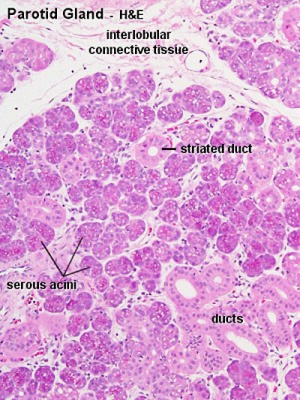 Parotid Gland - H&E
interlobular
connective tissue
striated duct
serous acini
ducts